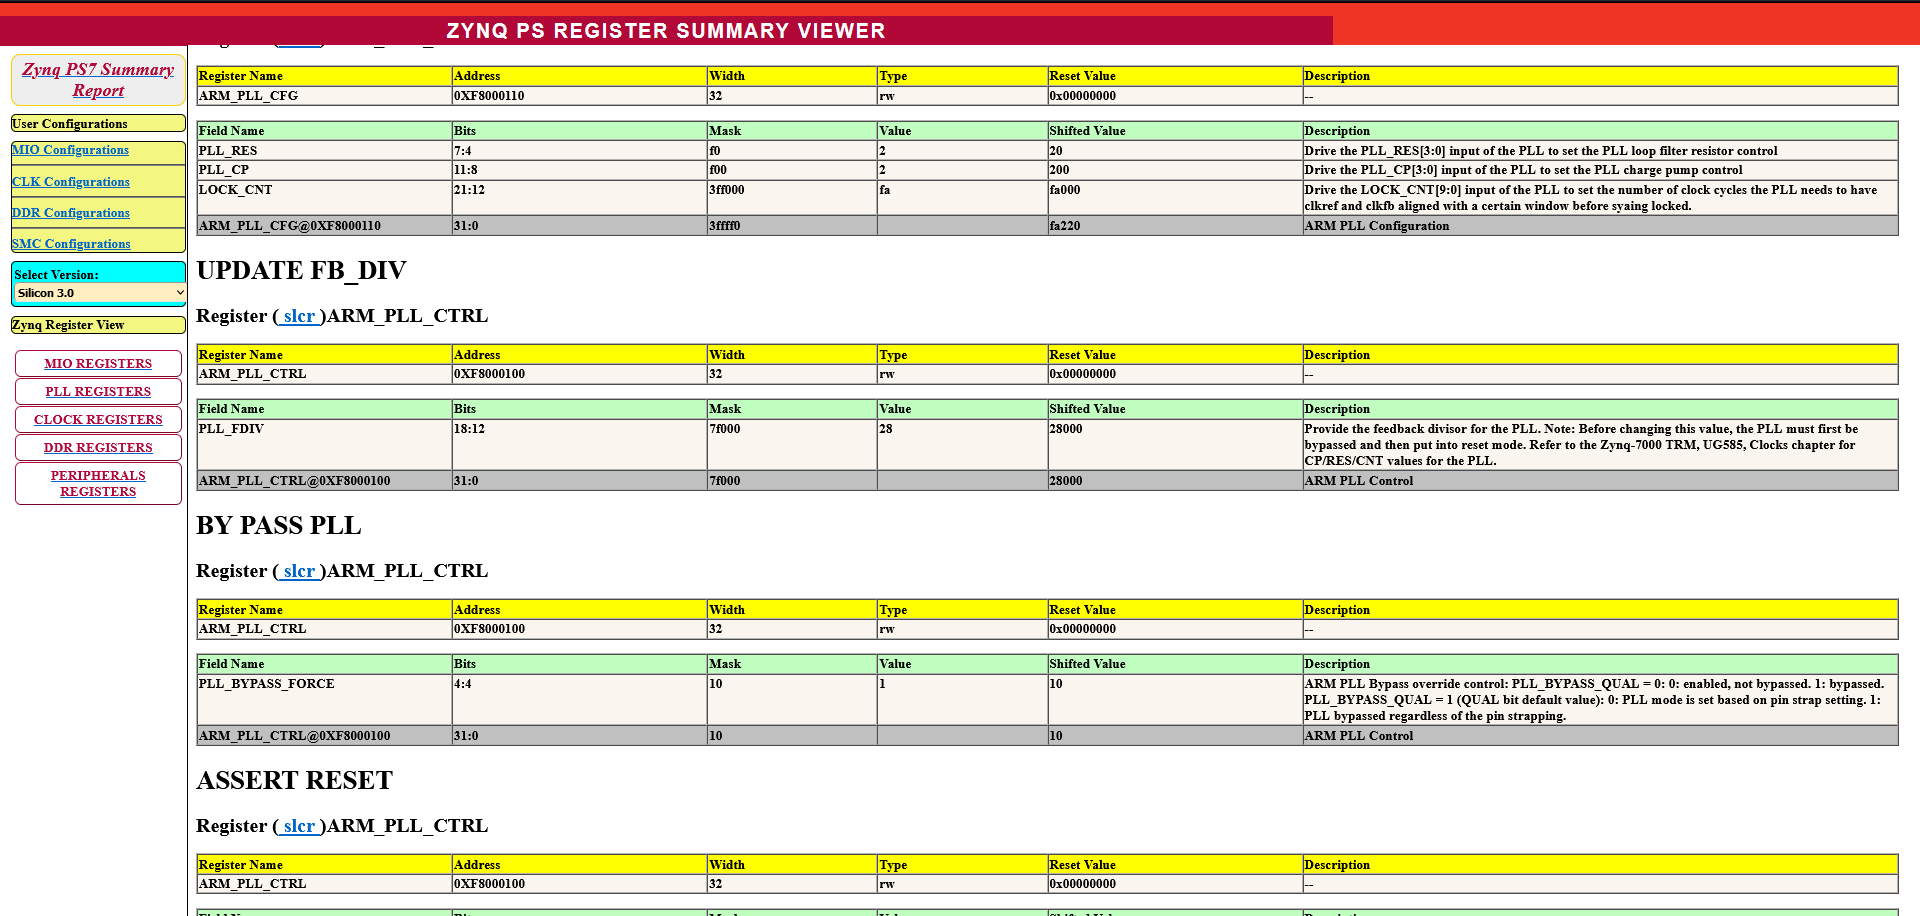 ZYNQ PS REGISTER SUMMARY VIEWER
Zynq PS7 Summary
Report
User Configurations
MIO Configurations
CLK Configurations
DDR Configurations
SMC Configurations
Select Version:
Silicon 3.0
Zynq Register View
MIO REGISTERS
PLL REGISTERS
CLOCK REGISTERS
DDR REGISTERS
PERIPHERALS
REGISTERS
Register Name Address Width Type Reset Value Description
ARM_PLL_CFG 0XF8000110 32 rw 0x00000000 --
Field Name Bits Mask Value Shifted Value Description
PLL_RES 7:4 f0 2 20 Drive the PLL_RES[3:0] input of the PLL to set the PLL loop filter resistor control
PLL_CP 11:8 f00 2 200 Drive the PLL_CP[3:0] input of the PLL to set the PLL charge pump control
LOCK_CNT 21:12 3ff000 fa fa000 Drive the LOCK_CNT[9:0] input of the PLL to set the number of clock cycles the PLL needs to have
clkref and clkfb aligned with a certain window before syaing locked.
ARM_PLL_CFG@0XF8000110 31:0 3ffff0 fa220 ARM PLL Configuration
UPDATE FB_DIV
Register ( slcr )ARM_PLL_CTRL
Register Name Address Width Type Reset Value Description
ARM_PLL_CTRL 0XF8000100 32 rw 0x00000000 --
Field Name Bits Mask Value Shifted Value Description
PLL_FDIV 18:12 7f000 28 28000 Provide the feedback divisor for the PLL. Note: Before changing this value, the PLL must first be
bypassed and then put into reset mode. Refer to the Zynq-7000 TRM, UG585, Clocks chapter for
CP/RES/CNT values for the PLL.
ARM_PLL_CTRL@0XF8000100 31:0 7f000 28000 ARM PLL Control
BY PASS PLL
Register ( slcr )ARM_PLL_CTRL
Register Name Address Width Type Reset Value Description
ARM_PLL_CTRL 0XF8000100 32 rw 0x00000000 --
Field Name Bits Mask Value Shifted Value Description
PLL_BYPASS_FORCE 4:4 10 1 10 ARM PLL Bypass override control: PLL_BYPASS_QUAL = 0: 0: enabled, not bypassed. 1: bypassed.
PLL_BYPASS_QUAL = 1 (QUAL bit default value): 0: PLL mode is set based on pin strap setting. 1:
PLL bypassed regardless of the pin strapping.
ARM_PLL_CTRL@0XF8000100 31:0 10 10 ARM PLL Control
ASSERT RESET
Register ( slcr )ARM_PLL_CTRL
Register Name Address Width Type Reset Value Description
ARM_PLL_CTRL 0XF8000100 32 rw 0x00000000 --